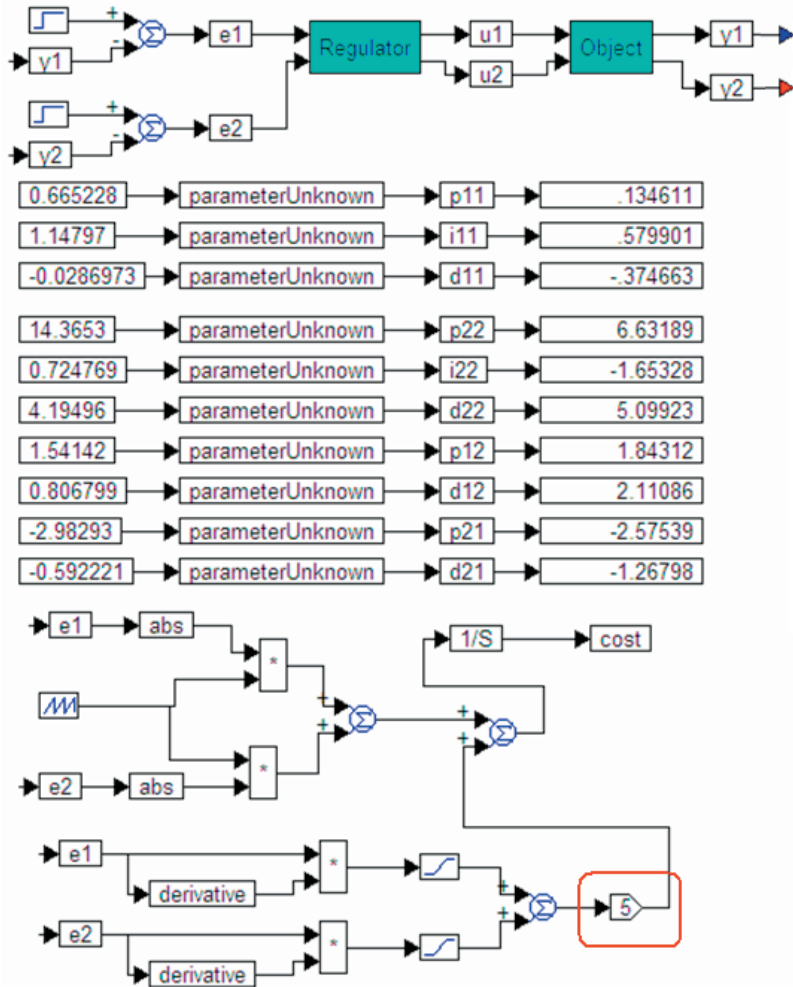 +
-
Σ
e1
y1
Regulator
u1
u2
Object
y1
y2
+
-
Σ
e2
y2
0.665228 parameterUnknown p11 .134611
1.14797 parameterUnknown i11 .579901
-0.0286973 parameterUnknown d11 -.374663
14.3653 parameterUnknown p22 6.63189
0.724769 parameterUnknown i22 -1.65328
4.19496 parameterUnknown d22 5.09923
1.54142 parameterUnknown p12 1.84312
0.806799 parameterUnknown d12 2.11086
-2.98293 parameterUnknown p21 -2.57539
-0.592221 parameterUnknown d21 -1.26798
e1 abs
*
1/S cost
+
+
Σ
+
+
Σ
*
e2 abs
e1
*
derivative
+
+
Σ
5
e2
*
derivative